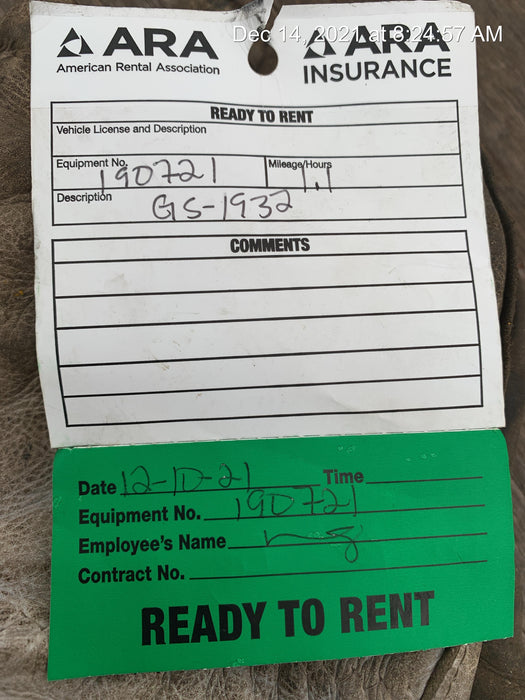 Dec 14, 2021 at 8:24:57 AM
ARA
American Rental Association
ARA
INSURANCE
READY TO RENT
Vehicle License and Description
Equipment No. 190721 Mileage/Hours 1.1
Description GS-1932
COMMENTS
Date 12-10-21 Time
Equipment No. 190721
Employee's Name
Contract No.
READY TO RENT